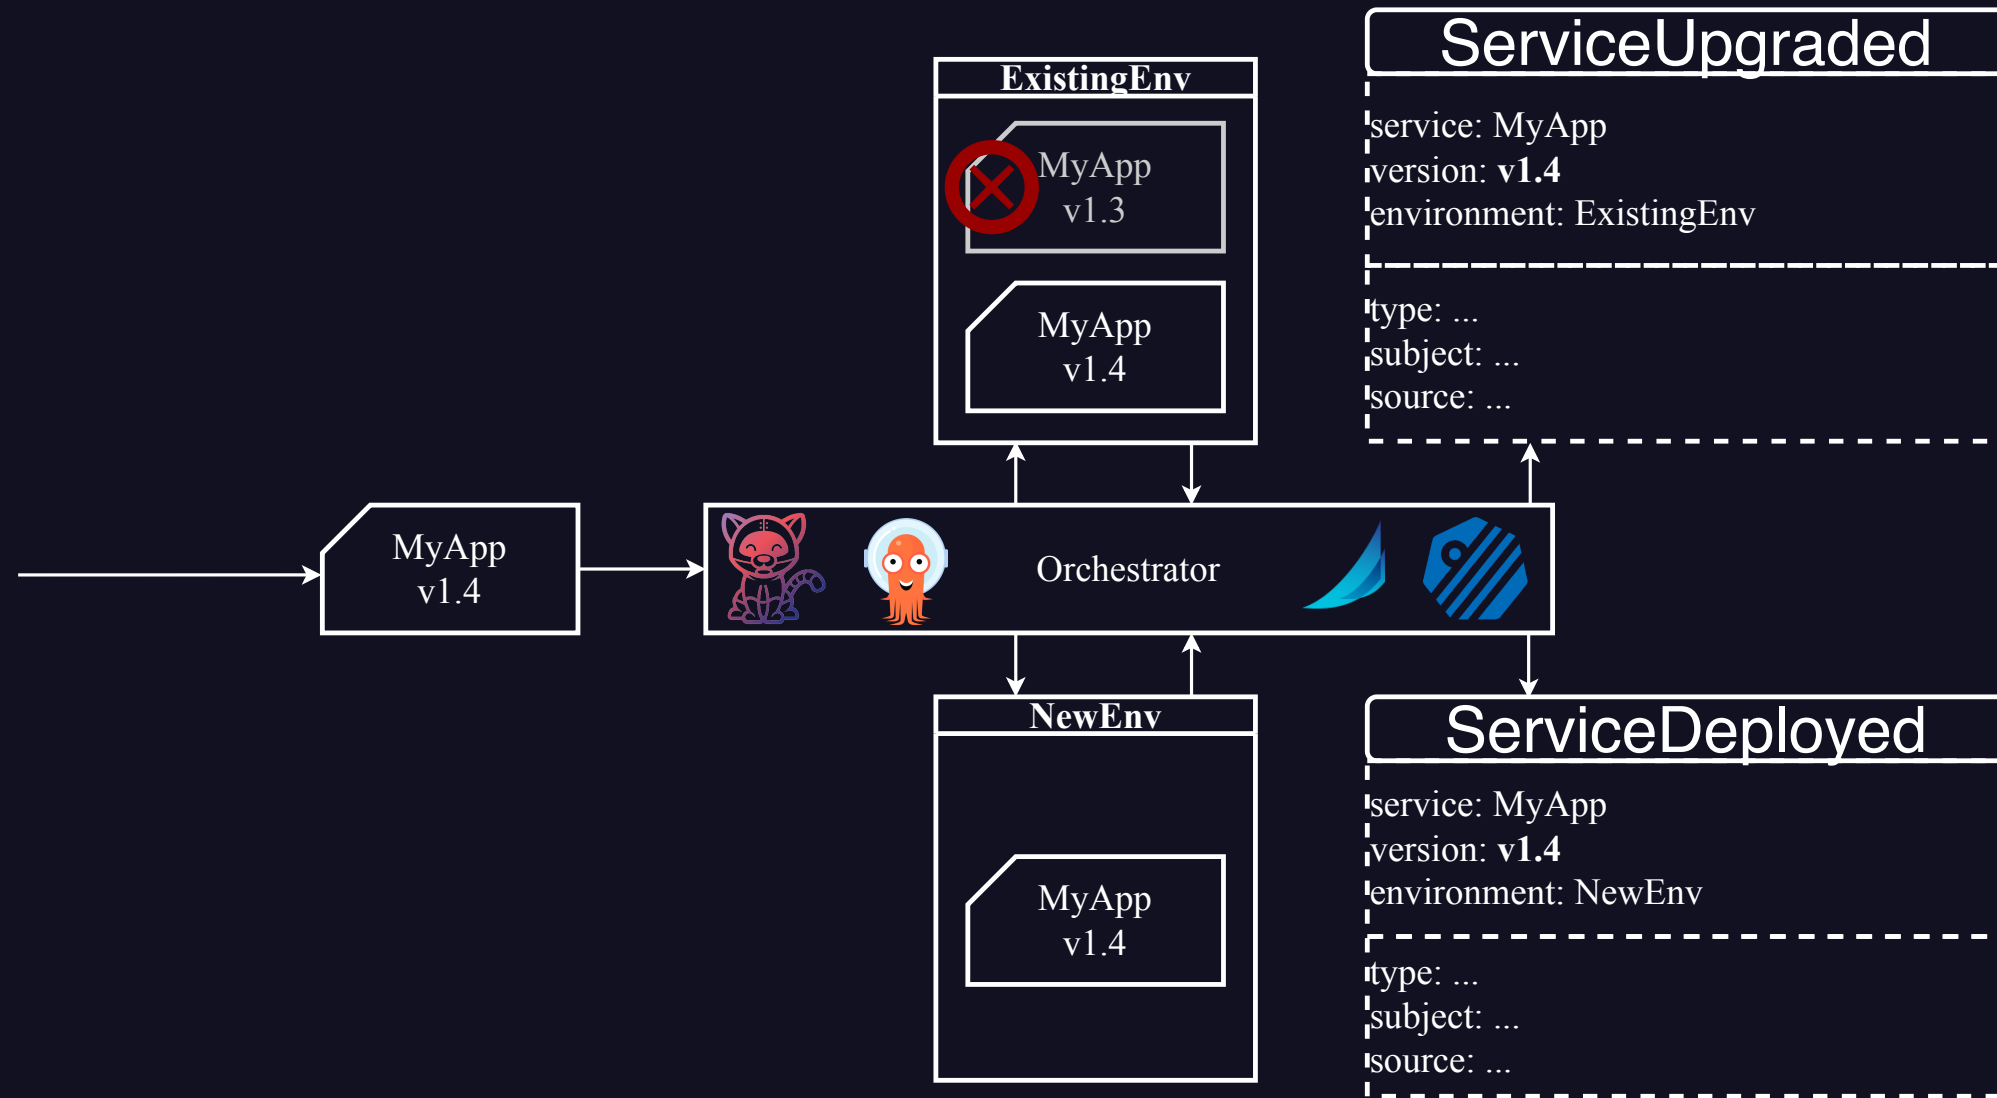 ExistingEnv
MyApp
v1.3
MyApp
v1.4
ServiceUpgraded
service: MyApp
version: v1.4
environment: ExistingEnv
type: ...
subject: ...
source: ...
MyApp
v1.4
Orchestrator
NewEnv
MyApp
v1.4
ServiceDeployed
service: MyApp
version: v1.4
environment: NewEnv
type: ...
subject: ...
source: ...